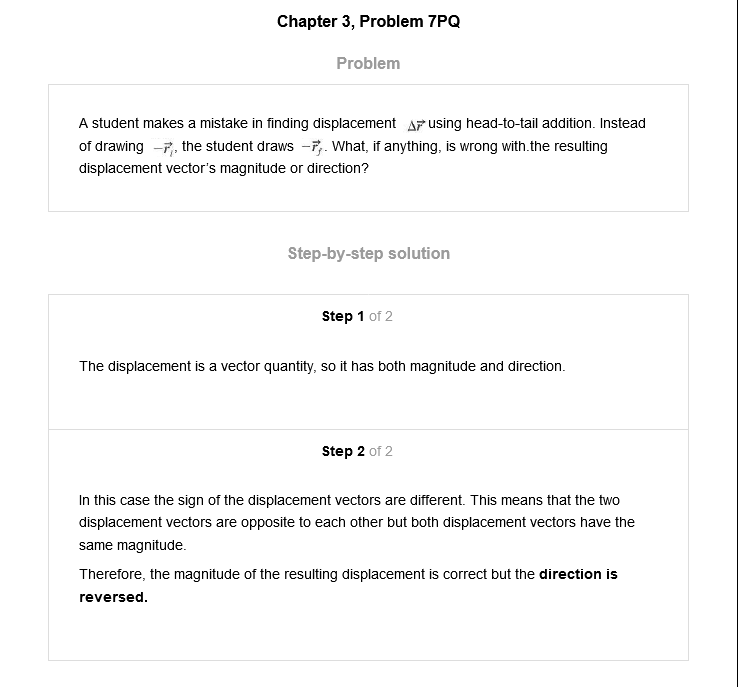 Chapter 3, Problem 7PQ
Problem
A student makes a mistake in finding displacement Δr⃗ using head-to-tail addition. Instead
of drawing −r⃗ᵢ, the student draws −r⃗_f. What, if anything, is wrong with.the resulting
displacement vector's magnitude or direction?
Step-by-step solution
Step 1 of 2
The displacement is a vector quantity, so it has both magnitude and direction.
Step 2 of 2
In this case the sign of the displacement vectors are different. This means that the two
displacement vectors are opposite to each other but both displacement vectors have the
same magnitude.
Therefore, the magnitude of the resulting displacement is correct but the direction is
reversed.